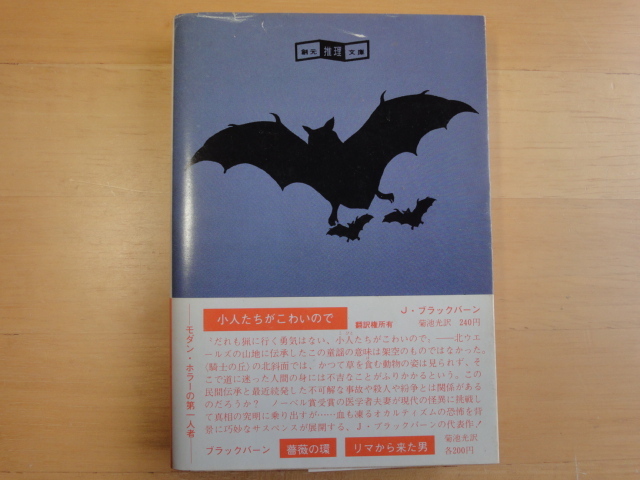 創元推理文庫
小人たちがこわいので
翻訳権所有
J・ブラックバーン
菊池光訳 240円
“だれも猟に行く勇気はない、小人たちがこわいので”――北ウェ
ールズの山地に伝承したこの童謡の意味は架空のものではなかった。
〈騎士の丘〉の北斜面では、かつて草を食む動物の姿は見られず、そ
こで道に迷った人間の身には不吉なことがふりかかるという。この
民間伝承と最近続発した不可解な事故や殺人や紛争とは関係がある
のだろうか？ ノーベル賞受賞の医学者夫妻が現代の怪異に挑戦し
て真相の究明に乗り出すが……血も凍るオカルティズムの恐怖を背
景に巧妙なサスペンスが展開する、J・ブラックバーンの代表作！
ブラックバーン 薔薇の環 リマから来た男 菊池光訳
各200円
――モダン・ホラーの第一人者――